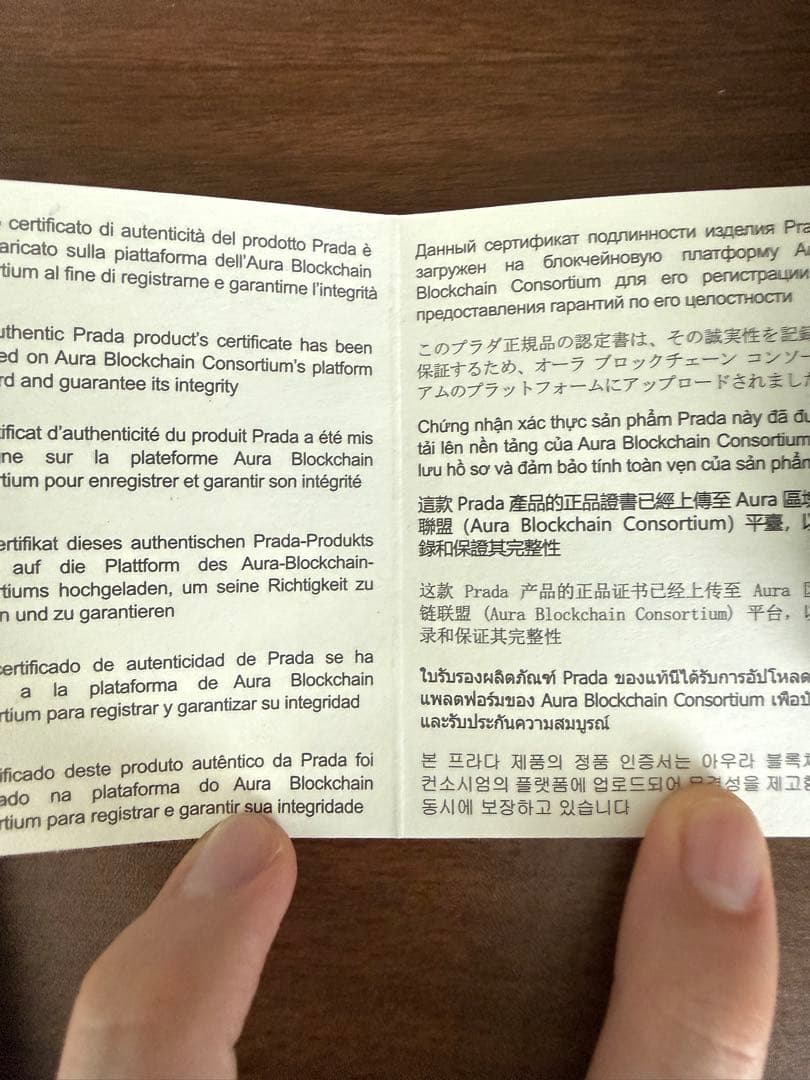 certificato di autenticità del prodotto Prada è
sulla piattaforma dell'Aura Blockchain
al fine di registrarne e garantirne l'integrità
Prada product's certificate has been
on Aura Blockchain Consortium's platform
and guarantee its integrity
d'authenticité du produit Prada a été mis
sur la plateforme Aura Blockchain
pour enregistrer et garantir son intégrité
dieses authentischen Prada-Produkts
auf die Plattform des Aura-Blockchain-
hochgeladen, um seine Richtigkeit zu
und zu garantieren
certificado de autenticidad de Prada se ha
a la plataforma de Aura Blockchain
para registrar y garantizar su integridad
deste produto autêntico da Prada foi
na plataforma do Aura Blockchain
para registrar e garantir sua integridade
Данный сертификат подлинности изделия
загружен на блокчейновую платформу
Blockchain Consortium для его регистрации
предоставления гарантий по его целостности
このプラダ正規品の認定書は、その誠実性を記録
保証するため、オーラ ブロックチェーン コンソー
アムのプラットフォームにアップロードされました
Chứng nhận xác thực sản phẩm Prada này đã
tải lên nền tảng của Aura Blockchain Consortium
lưu hồ sơ và đảm bảo tính toàn vẹn của sản phẩm
這款 Prada 產品的正品證書已經上傳至 Aura 區
聯盟（Aura Blockchain Consortium）平臺，
錄和保證其完整性
这款 Prada 产品的正品证书已经上传至 Aura
链联盟（Aura Blockchain Consortium）平台，
录和保证其完整性
ใบรับรองผลิตภัณฑ์ Prada ของแท้นี้ได้รับการอัปโหลด
แพลตฟอร์มของ Aura Blockchain Consortium
และรับประกันความสมบูรณ์
본 프라다 제품의 정품 인증서는 아우라
컨소시엄의 플랫폼에 업로드되어
동시에 보장하고 있습니다